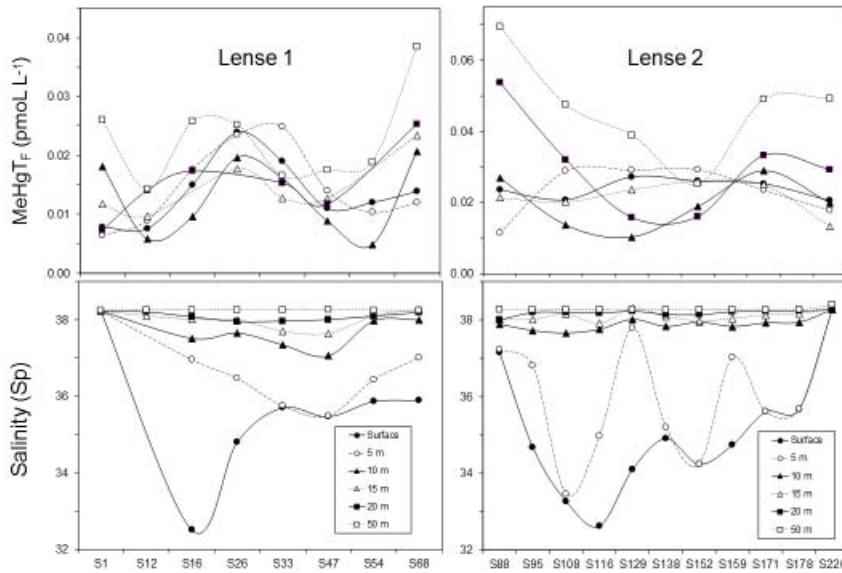 MeHgT_F (pmoL L⁻¹)
0.04
0.03
0.02
0.01
0.00
Lense 1
0.06
0.04
0.02
0.00
Lense 2
Salinity (Sp)
38
36
34
32
Surface
5 m
10 m
15 m
20 m
50 m
S1 S12 S16 S26 S33 S47 S54 S68
38
36
34
32
Surface
5 m
10 m
15 m
20 m
50 m
S88 S95 S108 S116 S129 S138 S152 S159 S171 S178 S226